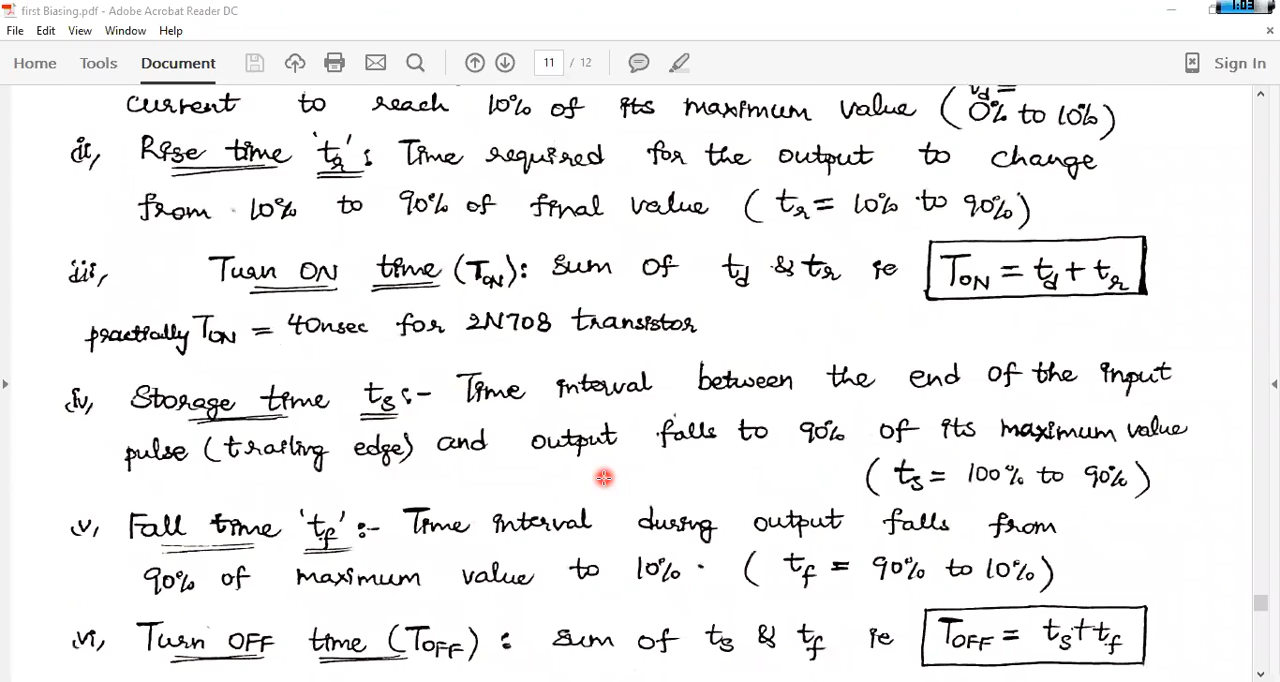 first Biasing.pdf - Adobe Acrobat Reader DC
1:03
File Edit View Window Help
Home Tools Document 11 / 12 Sign In
td =
current to reach 10% of its maximum value (0% to 10%)
ii, Rise time 'tr' : Time required for the output to change
from 10% to 90% of final value (tr = 10% to 90%)
iii, Turn ON time (TON): Sum of td & tr ie TON = td + tr
practially TON = 40nsec for 2N708 transistor
iv, Storage time ts :- Time interval between the end of the input
pulse (trailing edge) and output falls to 90% of its maximum value
(ts = 100% to 90%)
v, Fall time 'tf' :- Time interval during output falls from
90% of maximum value to 10%. (tf = 90% to 10%)
vi, Turn OFF time (TOFF) : Sum of ts & tf ie TOFF = ts + tf